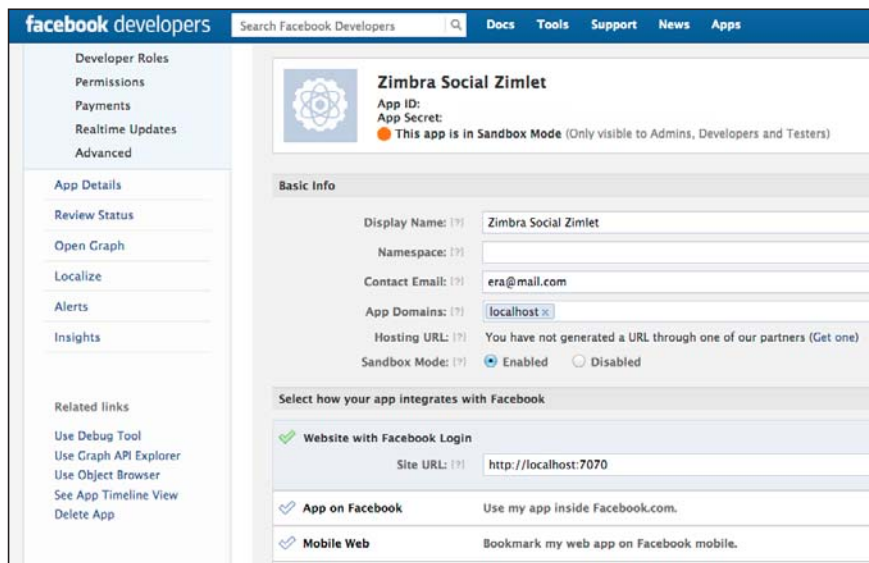 facebook developers
Search Facebook Developers
Docs Tools Support News Apps
Developer Roles
Permissions
Payments
Realtime Updates
Advanced
App Details
Review Status
Open Graph
Localize
Alerts
Insights
Related links
Use Debug Tool
Use Graph API Explorer
Use Object Browser
See App Timeline View
Delete App
Zimbra Social Zimlet
App ID:
App Secret:
This app is in Sandbox Mode (Only visible to Admins, Developers and Testers)
Basic Info
Display Name: [?] Zimbra Social Zimlet
Namespace: [?]
Contact Email: [?] era@mail.com
App Domains: [?] localhost ×
Hosting URL: [?] You have not generated a URL through one of our partners (Get one)
Sandbox Mode: [?] Enabled Disabled
Select how your app integrates with Facebook
Website with Facebook Login
Site URL: [?] http://localhost:7070
App on Facebook Use my app inside Facebook.com.
Mobile Web Bookmark my web app on Facebook mobile.